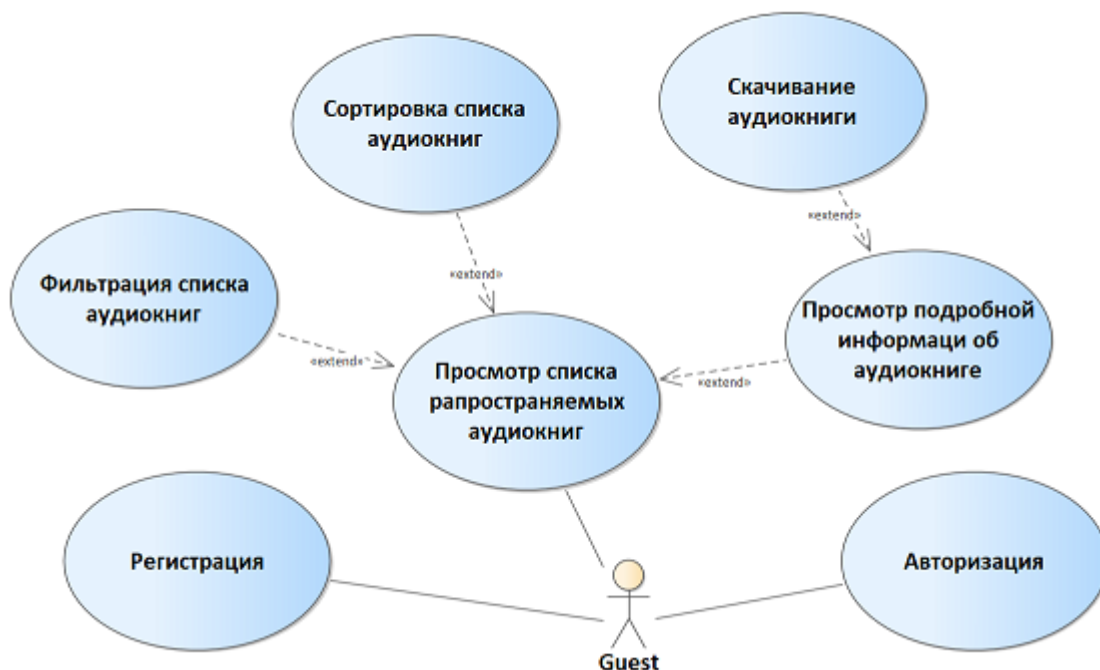 Сортировка списка
аудиокниг
Скачивание
аудиокниги
«extend»
«extend»
Фильтрация списка
аудиокниг
Просмотр подробной
информаци об
аудиокниге
«extend»
«extend»
Просмотр списка
рапространяемых
аудиокниг
Регистрация
Авторизация
Guest